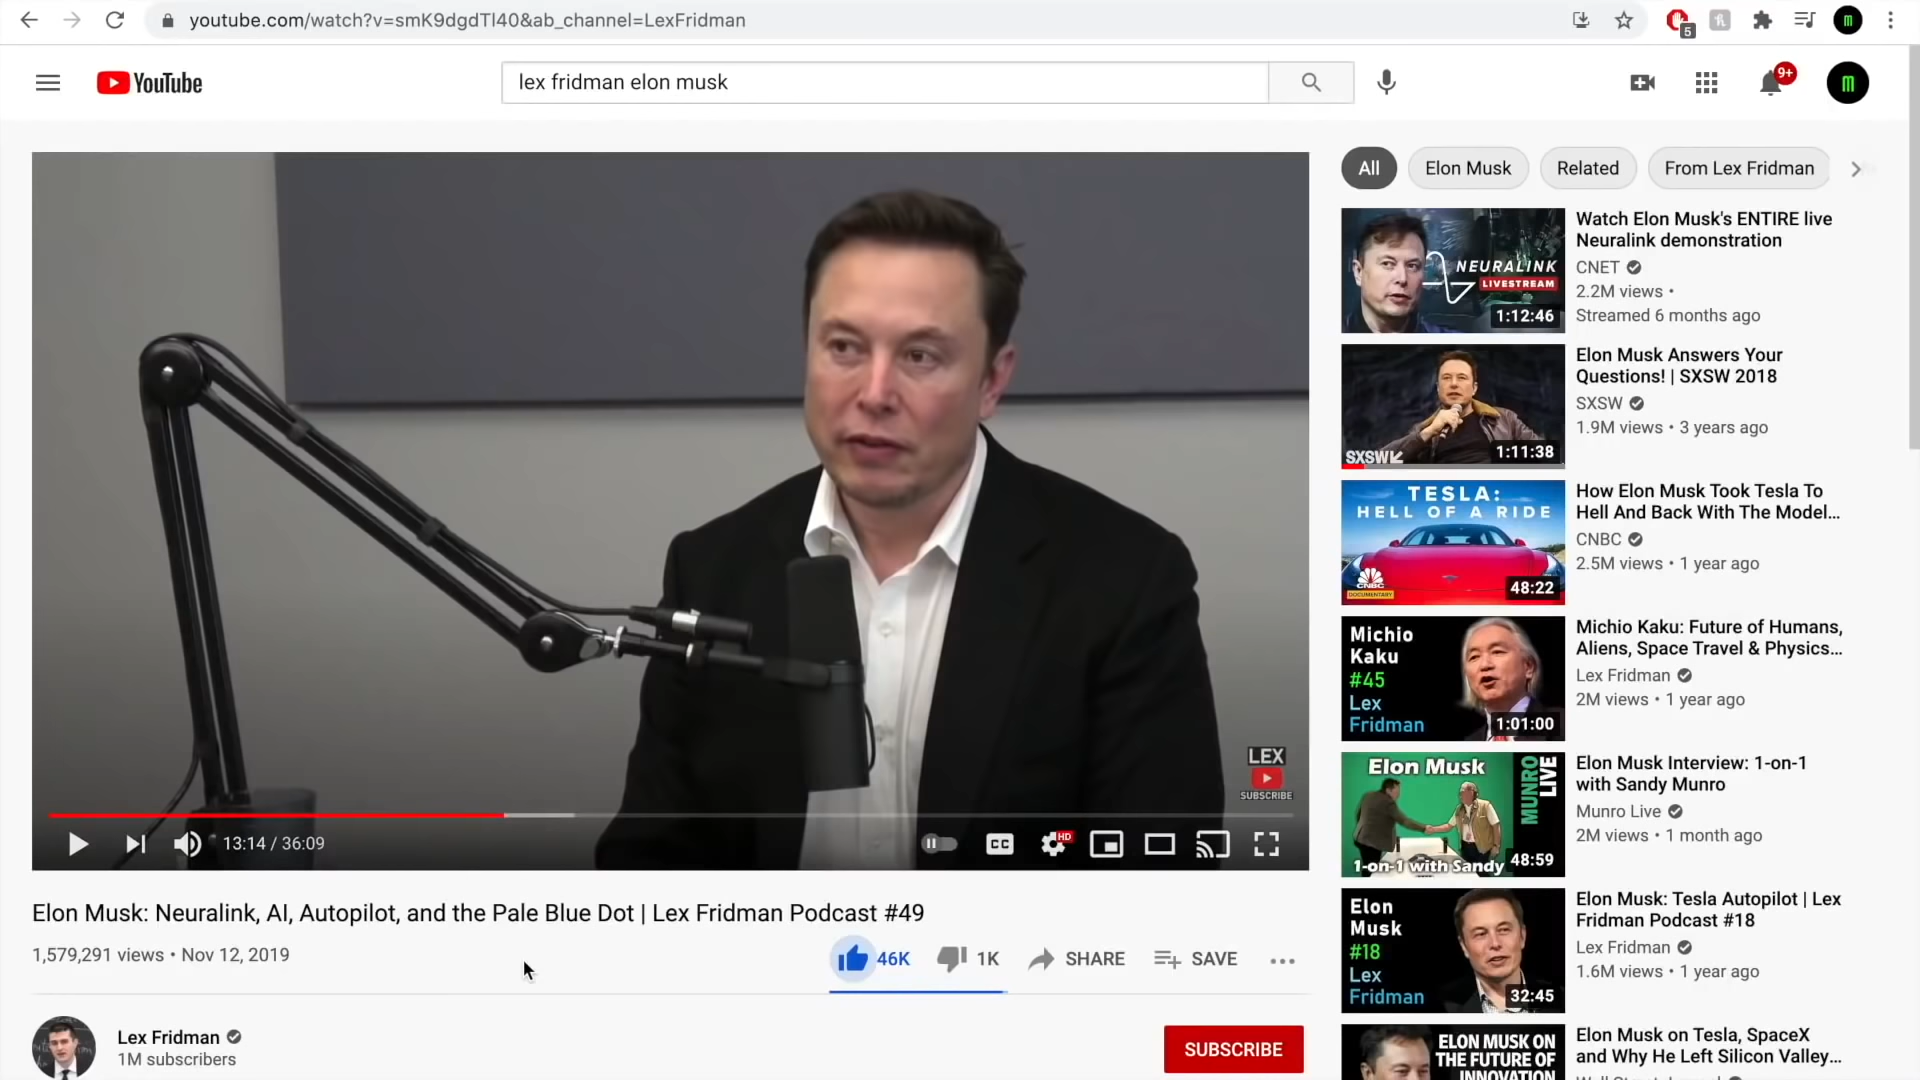 youtube.com/watch?v=smK9dgdTl40&ab_channel=LexFridman
5
m
YouTube
lex fridman elon musk
9+
m
All
Elon Musk
Related
From Lex Fridman
LEX
SUBSCRIBE
13:14 / 36:09
CC
HD
Elon Musk: Neuralink, AI, Autopilot, and the Pale Blue Dot | Lex Fridman Podcast #49
1,579,291 views • Nov 12, 2019
46K
1K
SHARE
SAVE
Lex Fridman
1M subscribers
SUBSCRIBE
NEURALINK
LIVESTREAM
1:12:46
Watch Elon Musk's ENTIRE live
Neuralink demonstration
CNET
2.2M views •
Streamed 6 months ago
SXSW
1:11:38
Elon Musk Answers Your
Questions! | SXSW 2018
SXSW
1.9M views • 3 years ago
TESLA:
HELL OF A RIDE
CNBC
DOCUMENTARY
48:22
How Elon Musk Took Tesla To
Hell And Back With The Model...
CNBC
2.5M views • 1 year ago
Michio
Kaku
#45
Lex
Fridman
1:01:00
Michio Kaku: Future of Humans,
Aliens, Space Travel & Physics...
Lex Fridman
2M views • 1 year ago
Elon Musk
MUNRO
LIVE
1-on-1 with Sandy
48:59
Elon Musk Interview: 1-on-1
with Sandy Munro
Munro Live
2M views • 1 month ago
Elon
Musk
#18
Lex
Fridman
32:45
Elon Musk: Tesla Autopilot | Lex
Fridman Podcast #18
Lex Fridman
1.6M views • 1 year ago
ELON MUSK ON
THE FUTURE OF
INNOVATION
Elon Musk on Tesla, SpaceX
and Why He Left Silicon Valley...